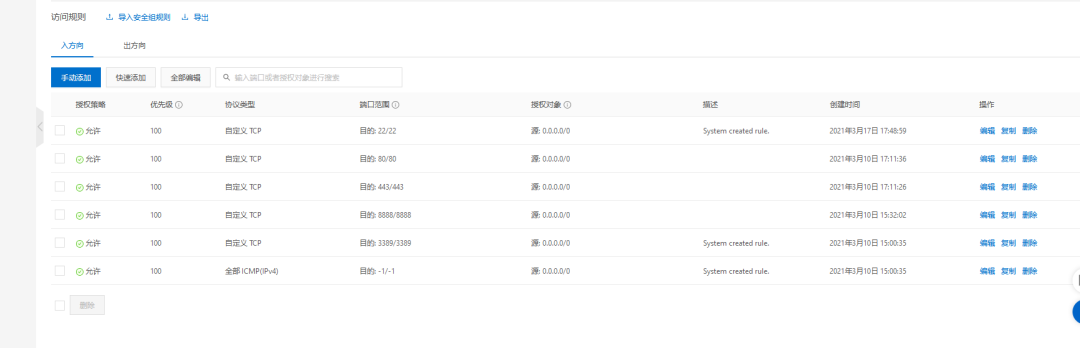 访问规则 导入安全组规则 导出
入方向 出方向
手动添加 快速添加 全部编辑 输入端口或者授权对象进行搜索
授权策略 优先级 协议类型 端口范围 授权对象 描述 创建时间 操作
允许 100 自定义 TCP 目的: 22/22 源: 0.0.0.0/0 System created rule. 2021年3月17日 17:48:59 编辑 复制 删除
允许 100 自定义 TCP 目的: 80/80 源: 0.0.0.0/0 2021年3月10日 17:11:36 编辑 复制 删除
允许 100 自定义 TCP 目的: 443/443 源: 0.0.0.0/0 2021年3月10日 17:11:26 编辑 复制 删除
允许 100 自定义 TCP 目的: 8888/8888 源: 0.0.0.0/0 2021年3月10日 15:32:02 编辑 复制 删除
允许 100 自定义 TCP 目的: 3389/3389 源: 0.0.0.0/0 System created rule. 2021年3月10日 15:00:35 编辑 复制 删除
允许 100 全部 ICMP(IPv4) 目的: -1/-1 源: 0.0.0.0/0 System created rule. 2021年3月10日 15:00:35 编辑 复制 删除
删除